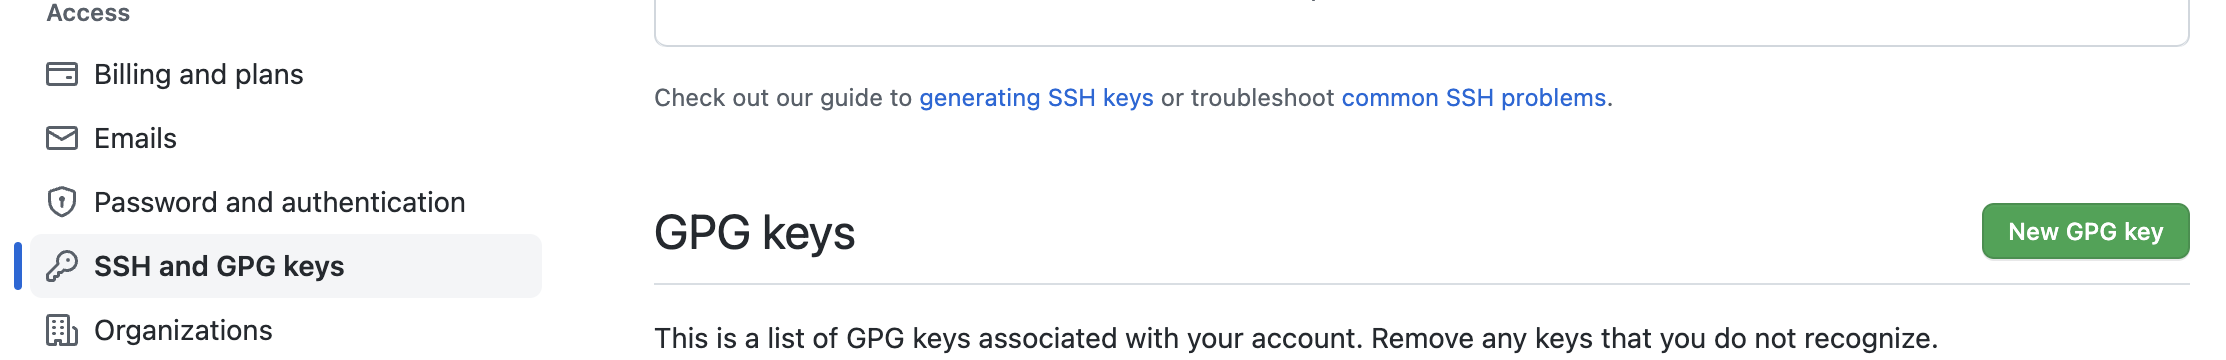 Access
Billing and plans
Emails
Password and authentication
SSH and GPG keys
Organizations
Check out our guide to generating SSH keys or troubleshoot common SSH problems.
GPG keys
New GPG key
This is a list of GPG keys associated with your account. Remove any keys that you do not recognize.